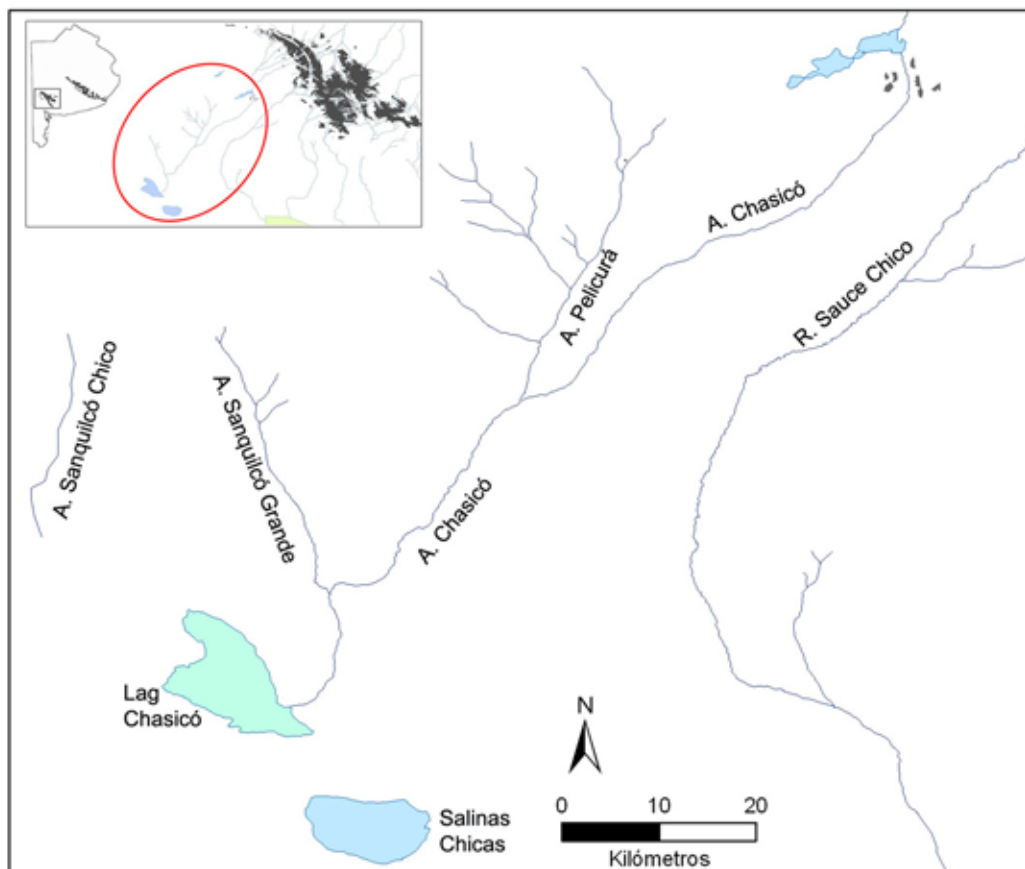 A. Chasicó
A. Pelicurá
R. Sauce Chico
A. Sanquilcó Chico
A. Sanquilcó Grande
A. Chasicó
Lag
Chasicó
N
0 10 20
Kilómetros
Salinas
Chicas